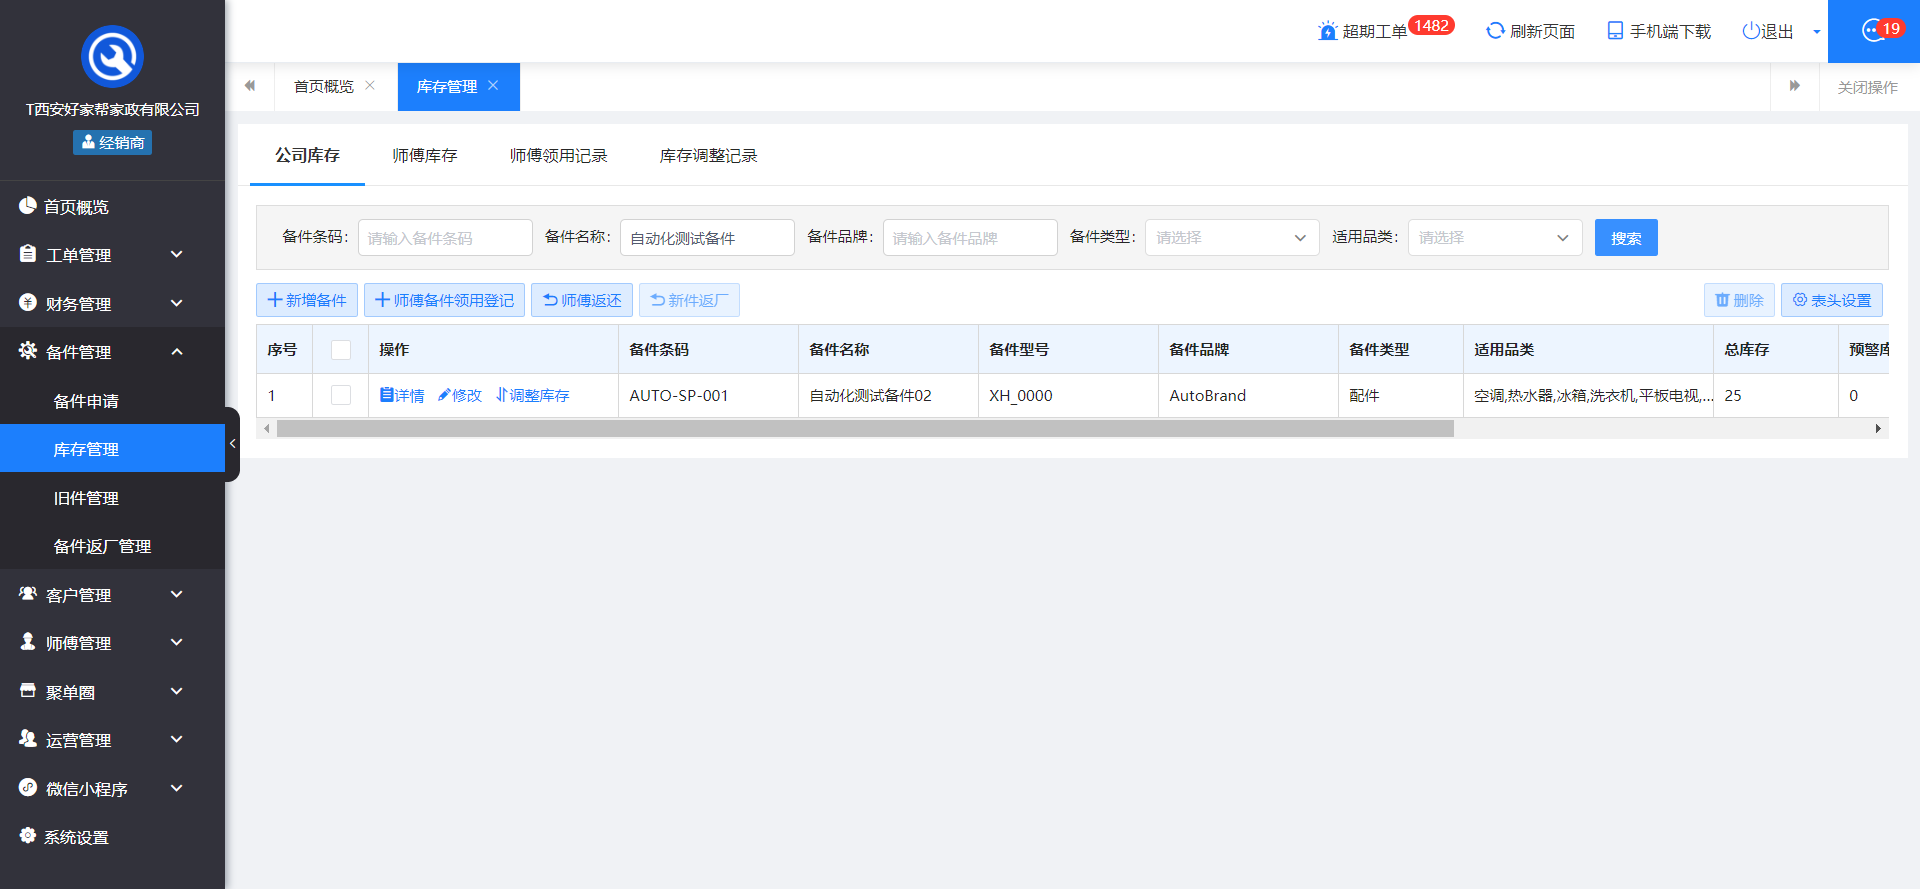 超期工单 1482 刷新页面 手机端下载 退出 19
T西安好家帮家政有限公司
经销商
首页概览 库存管理 关闭操作
首页概览
工单管理
财务管理
备件管理
备件申请
库存管理
旧件管理
备件返厂管理
客户管理
师傅管理
聚单圈
运营管理
微信小程序
系统设置
公司库存 师傅库存 师傅领用记录 库存调整记录
备件条码: 请输入备件条码 备件名称: 自动化测试备件 备件品牌: 请输入备件品牌 备件类型: 请选择 适用品类: 请选择 搜索
新增备件 师傅备件领用登记 师傅返还 新件返厂 删除 表头设置
序号 操作 备件条码 备件名称 备件型号 备件品牌 备件类型 适用品类 总库存 预警库
1 详情 修改 调整库存 AUTO-SP-001 自动化测试备件02 XH_0000 AutoBrand 配件 空调,热水器,冰箱,洗衣机,平板电视,... 25 0